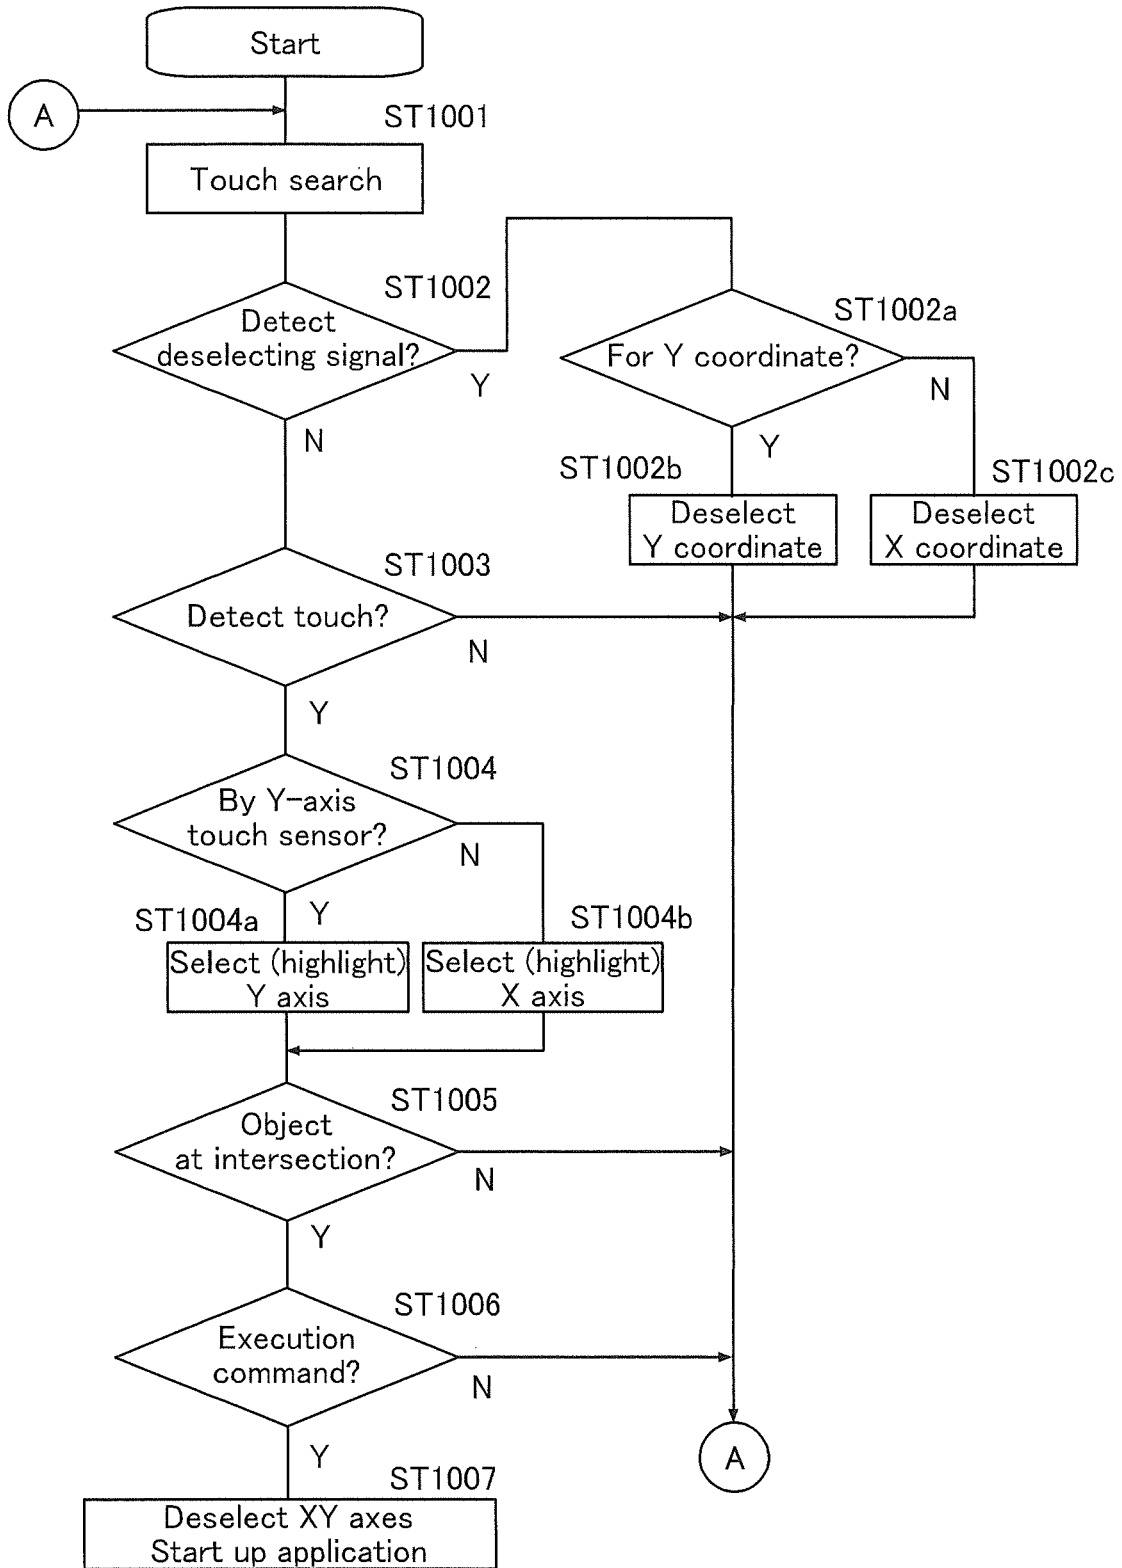 Start
A
ST1001
Touch search
ST1002
Detect
deselecting signal?
Y
N
ST1002a
For Y coordinate?
N
Y
ST1002b
Deselect
Y coordinate
ST1002c
Deselect
X coordinate
ST1003
Detect touch?
N
Y
ST1004
By Y-axis
touch sensor?
N
Y
ST1004a
Select (highlight)
Y axis
ST1004b
Select (highlight)
X axis
ST1005
Object
at intersection?
N
Y
ST1006
Execution
command?
N
Y
A
ST1007
Deselect XY axes
Start up application